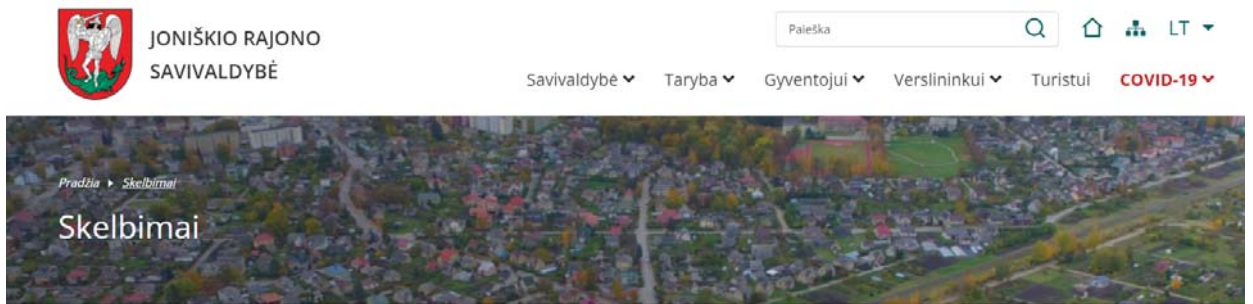 JONIŠKIO RAJONO
SAVIVALDYBĖ
Paieška
LT
Savivaldybė
Taryba
Gyventojui
Verslininkui
Turistui
COVID-19
Pradžia
Skelbimai
Skelbimai